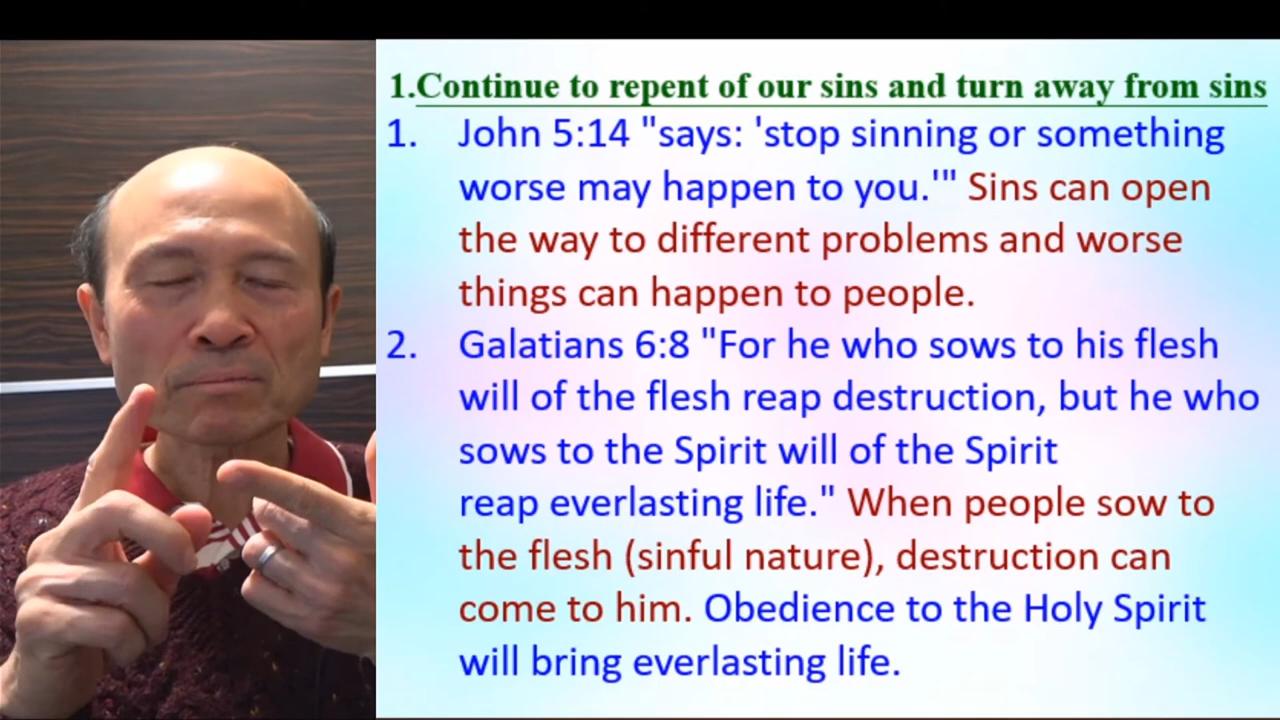 1.Continue to repent of our sins and turn away from sins
1. John 5:14 "says: 'stop sinning or something
worse may happen to you.'" Sins can open
the way to different problems and worse
things can happen to people.
2. Galatians 6:8 "For he who sows to his flesh
will of the flesh reap destruction, but he who
sows to the Spirit will of the Spirit
reap everlasting life." When people sow to
the flesh (sinful nature), destruction can
come to him. Obedience to the Holy Spirit
will bring everlasting life.